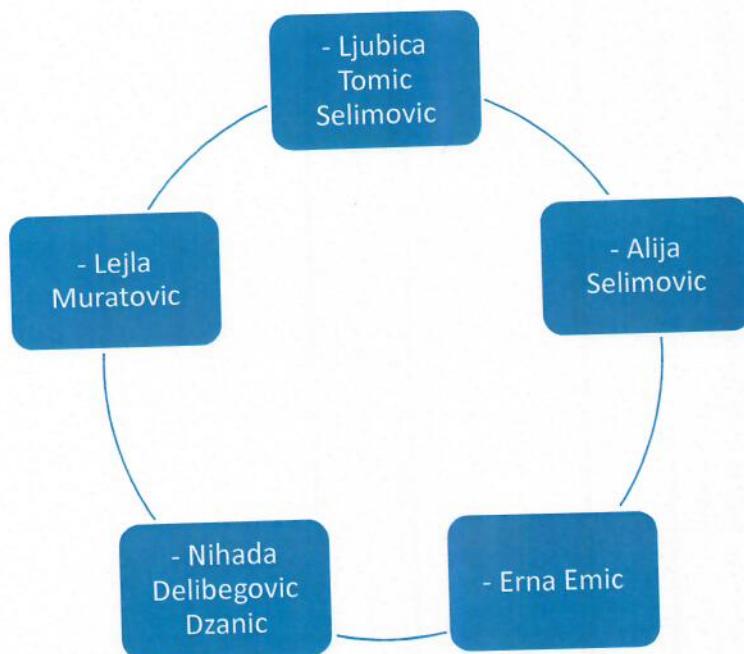 - Ljubica
Tomic
Selimovic
- Alija
Selimovic
- Erna Emic
- Nihada
Delibegovic
Dzanic
- Lejla
Muratovic